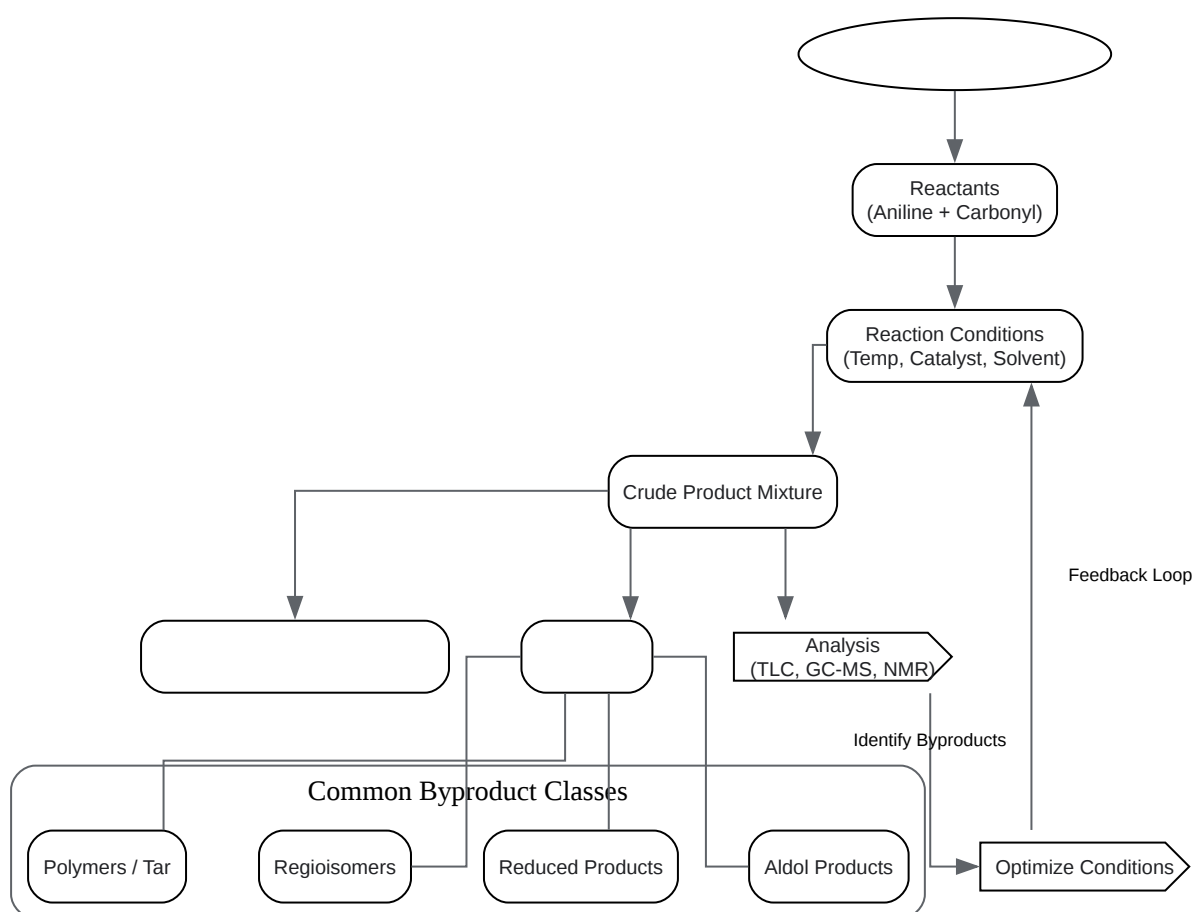 Reactants
(Aniline + Carbonyl)
Reaction Conditions
(Temp, Catalyst, Solvent)
Crude Product Mixture
Feedback Loop
Analysis
(TLC, GC-MS, NMR)
Identify Byproducts
Common Byproduct Classes
Polymers / Tar
Regioisomers
Reduced Products
Aldol Products
Optimize Conditions